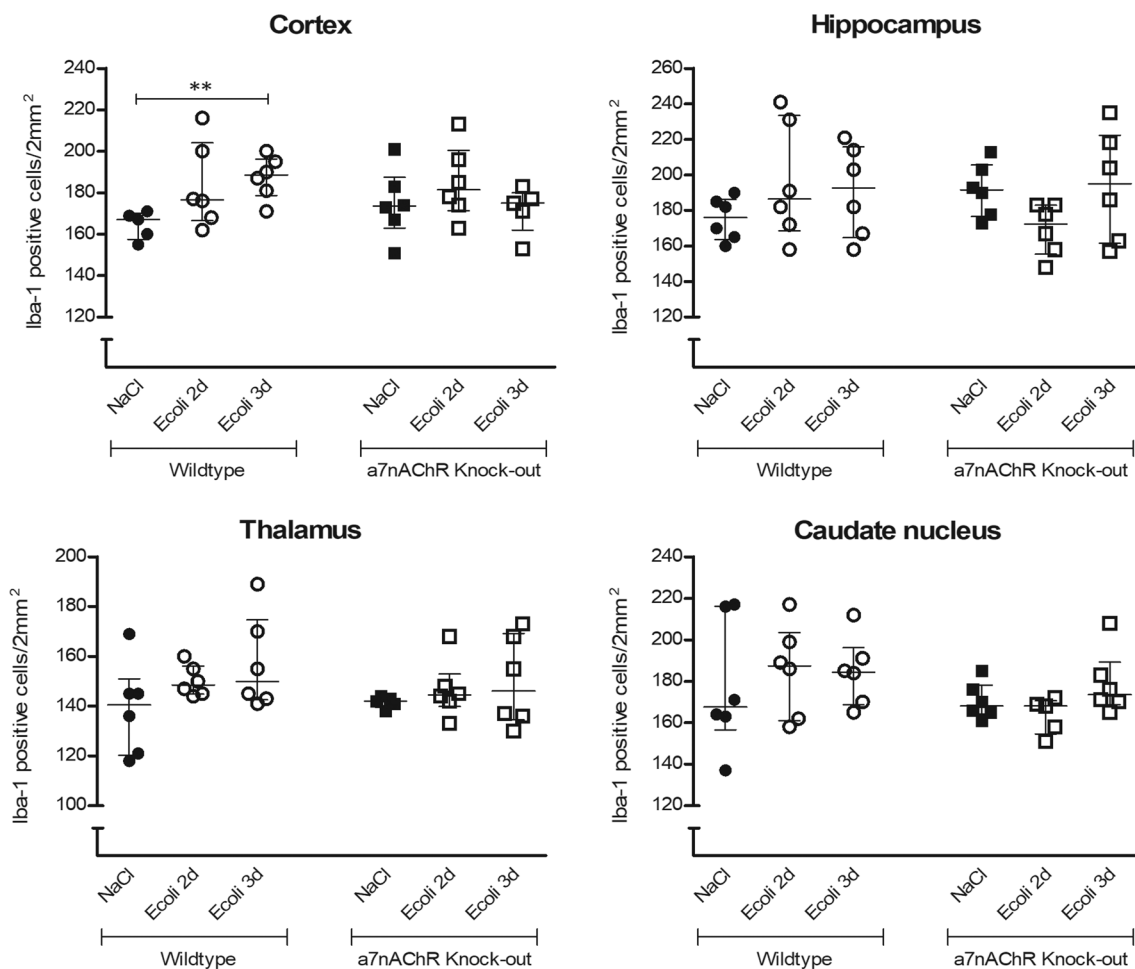 Cortex
Iba-1 positive cells/2mm²
240
220
200
180
160
140
120
**
NaCl
Ecoli 2d
Ecoli 3d
NaCl
Ecoli 2d
Ecoli 3d
Wildtype
a7nAChR Knock-out
Hippocampus
Iba-1 positive cells/2mm²
260
240
220
200
180
160
140
120
NaCl
Ecoli 2d
Ecoli 3d
NaCl
Ecoli 2d
Ecoli 3d
Wildtype
a7nAChR Knock-out
Thalamus
Iba-1 positive cells/2mm²
200
180
160
140
120
100
NaCl
Ecoli 2d
Ecoli 3d
NaCl
Ecoli 2d
Ecoli 3d
Wildtype
a7nAChR Knock-out
Caudate nucleus
Iba-1 positive cells/2mm²
240
220
200
180
160
140
120
NaCl
Ecoli 2d
Ecoli 3d
NaCl
Ecoli 2d
Ecoli 3d
Wildtype
a7nAChR Knock-out